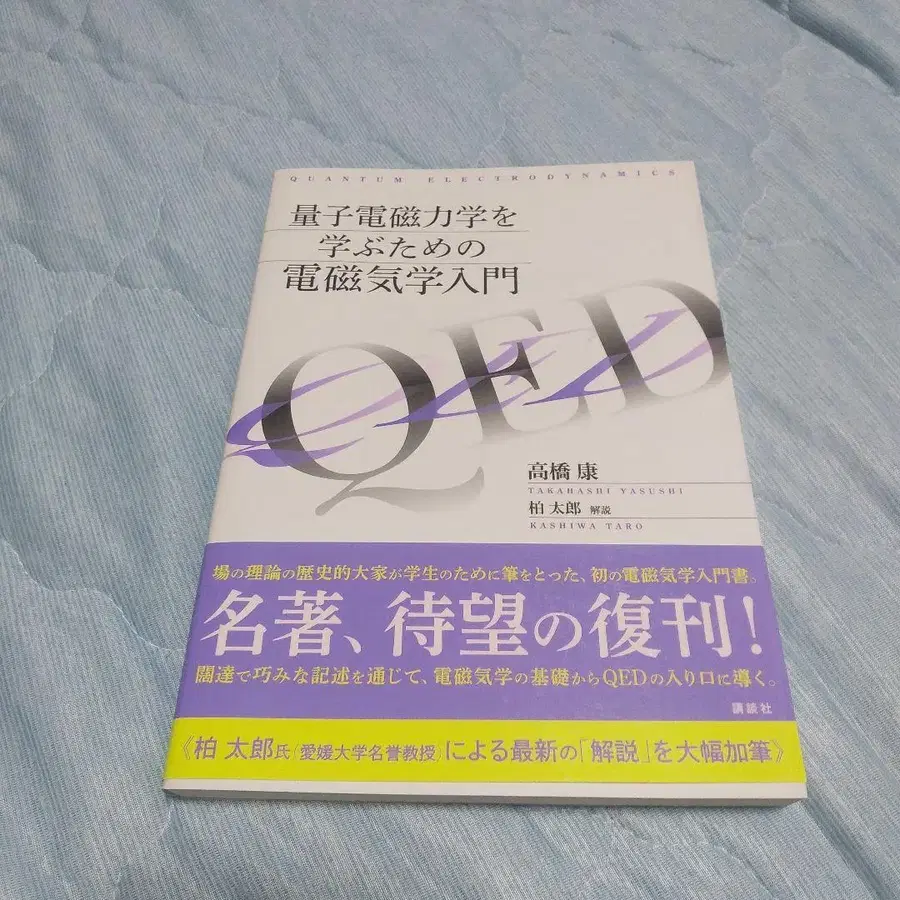 QUANTUM ELECTRODYNAMICS
量子電磁力学を
学ぶための
電磁気学入門
QED
高橋 康
TAKAHASHI YASUSHI
柏 太郎 解説
KASHIWA TARO
場の理論の歴史的大家が学生のために筆をとった、初の電磁気学入門書。
名著、待望の復刊!
闊達で巧みな記述を通じて、電磁気学の基礎からQEDの入り口に導く。
講談社
《柏 太郎氏(愛媛大学名誉教授)による最新の「解説」を大幅加筆》